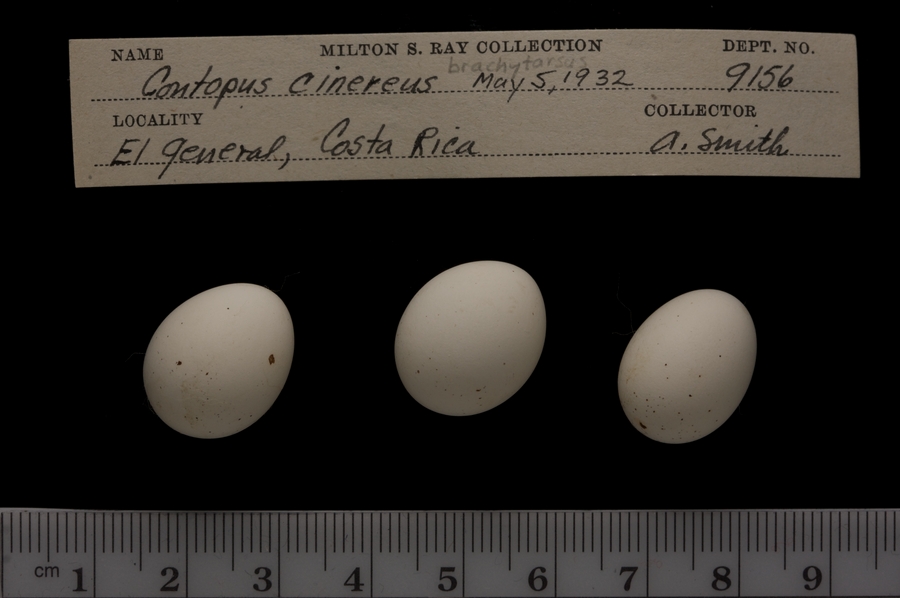 NAME MILTON S. RAY COLLECTION DEPT. NO.
brachytarsus
Contopus cinereus May 5, 1932 9156
LOCALITY COLLECTOR
El General, Costa Rica A. Smith
cm 1 2 3 4 5 6 7 8 9